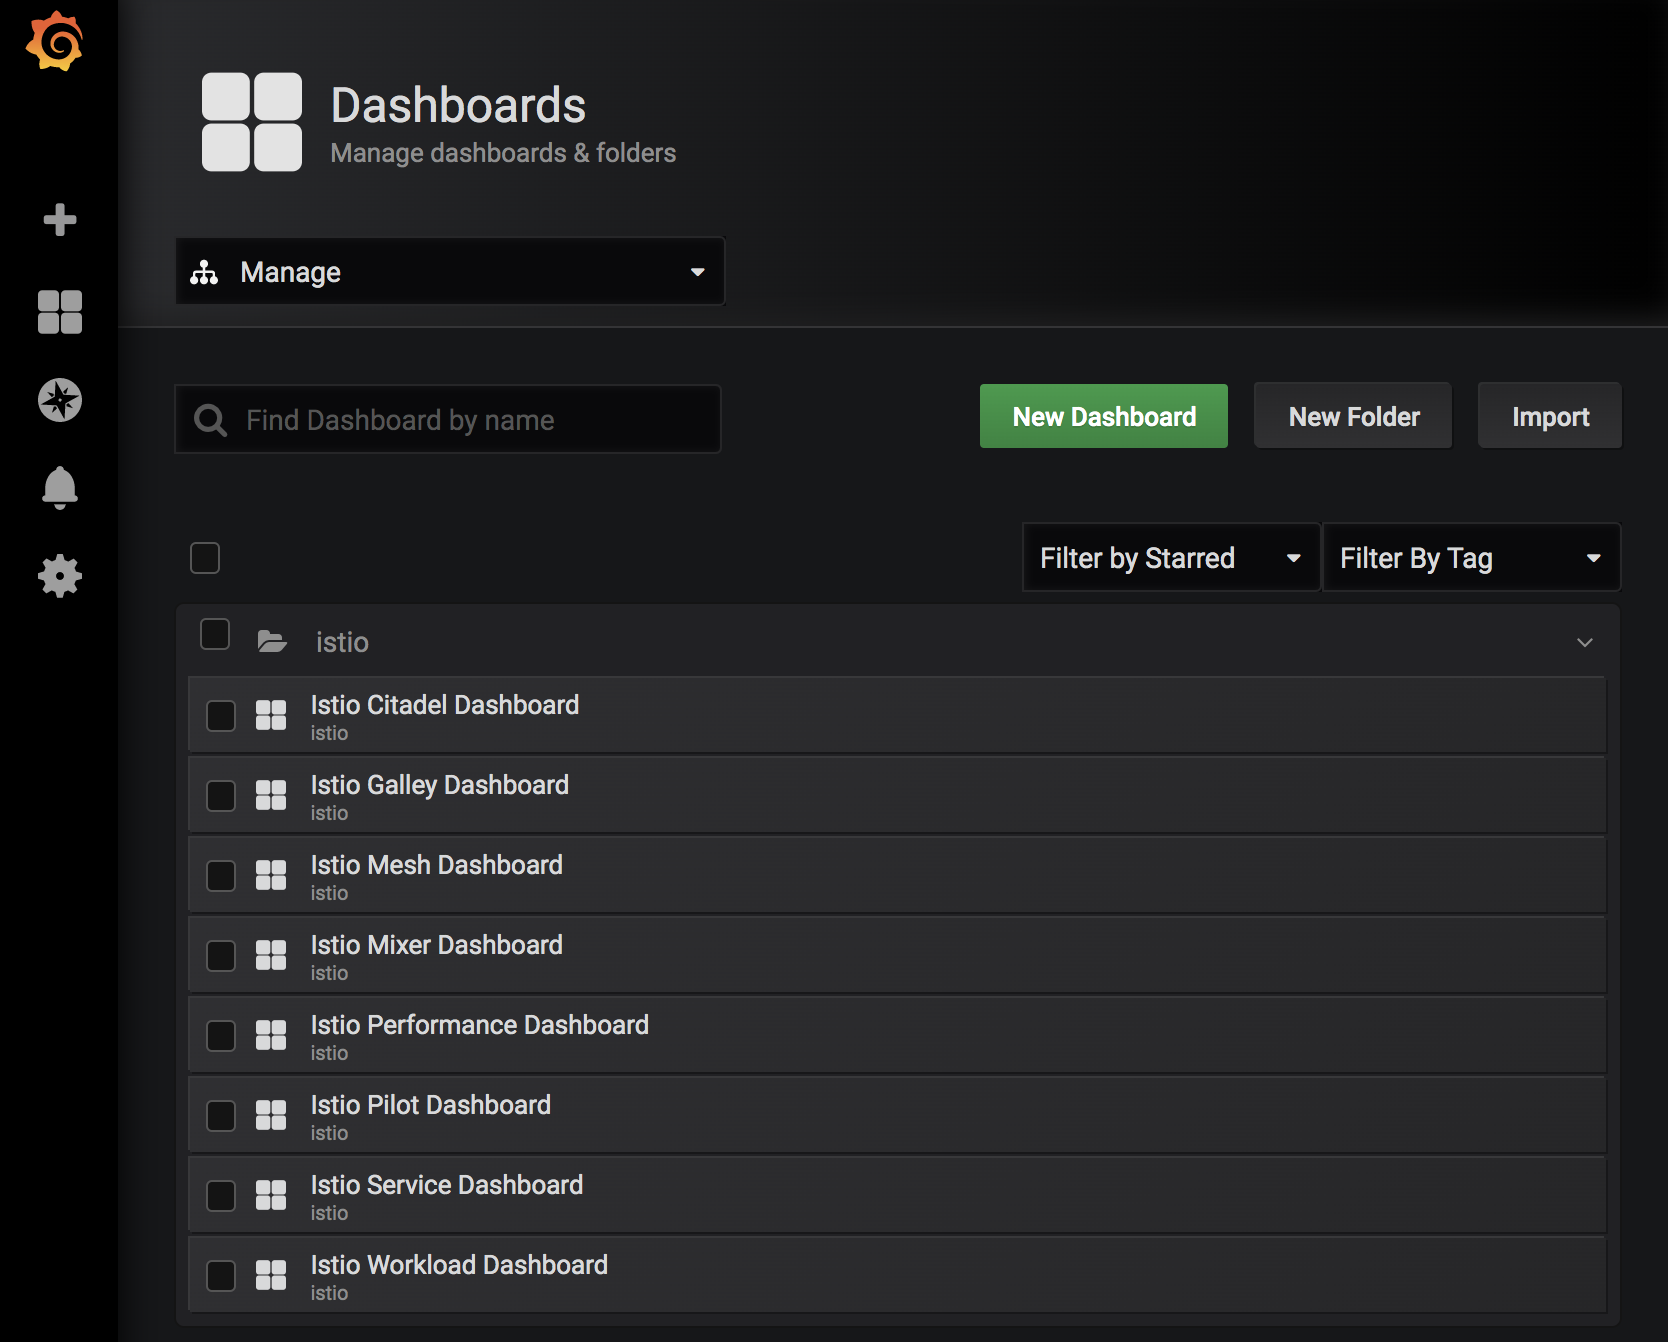 Dashboards
Manage dashboards & folders
Manage
Find Dashboard by name
New Dashboard
New Folder
Import
Filter by Starred
Filter By Tag
istio
Istio Citadel Dashboard
istio
Istio Galley Dashboard
istio
Istio Mesh Dashboard
istio
Istio Mixer Dashboard
istio
Istio Performance Dashboard
istio
Istio Pilot Dashboard
istio
Istio Service Dashboard
istio
Istio Workload Dashboard
istio